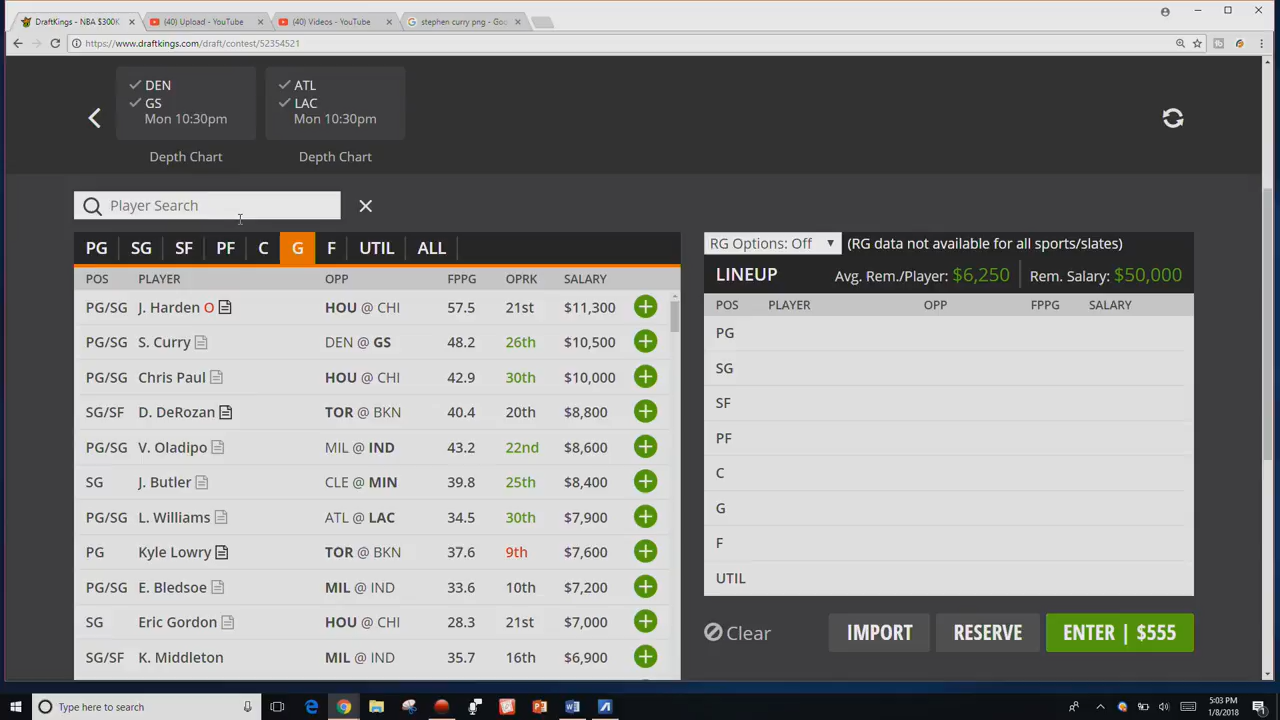 DraftKings - NBA $300K
(40) Upload - YouTube
(40) Videos - YouTube
stephen curry png - Goo
https://www.draftkings.com/draft/contest/52354521
DEN
GS
Mon 10:30pm
ATL
LAC
Mon 10:30pm
Depth Chart
Depth Chart
Player Search
PG SG SF PF C G F UTIL ALL
POS PLAYER OPP FPPG OPRK SALARY
PG/SG J. Harden O HOU @ CHI 57.5 21st $11,300
PG/SG S. Curry DEN @ GS 48.2 26th $10,500
PG/SG Chris Paul HOU @ CHI 42.9 30th $10,000
SG/SF D. DeRozan TOR @ BKN 40.4 20th $8,800
PG/SG V. Oladipo MIL @ IND 43.2 22nd $8,600
SG J. Butler CLE @ MIN 39.8 25th $8,400
PG/SG L. Williams ATL @ LAC 34.5 30th $7,900
PG Kyle Lowry TOR @ BKN 37.6 9th $7,600
PG/SG E. Bledsoe MIL @ IND 33.6 10th $7,200
SG Eric Gordon HOU @ CHI 28.3 21st $7,000
SG/SF K. Middleton MIL @ IND 35.7 16th $6,900
RG Options: Off (RG data not available for all sports/slates)
LINEUP Avg. Rem./Player: $6,250 Rem. Salary: $50,000
POS PLAYER OPP FPPG SALARY
PG
SG
SF
PF
C
G
F
UTIL
Clear IMPORT RESERVE ENTER | $555
Type here to search
5:03 PM
1/8/2018